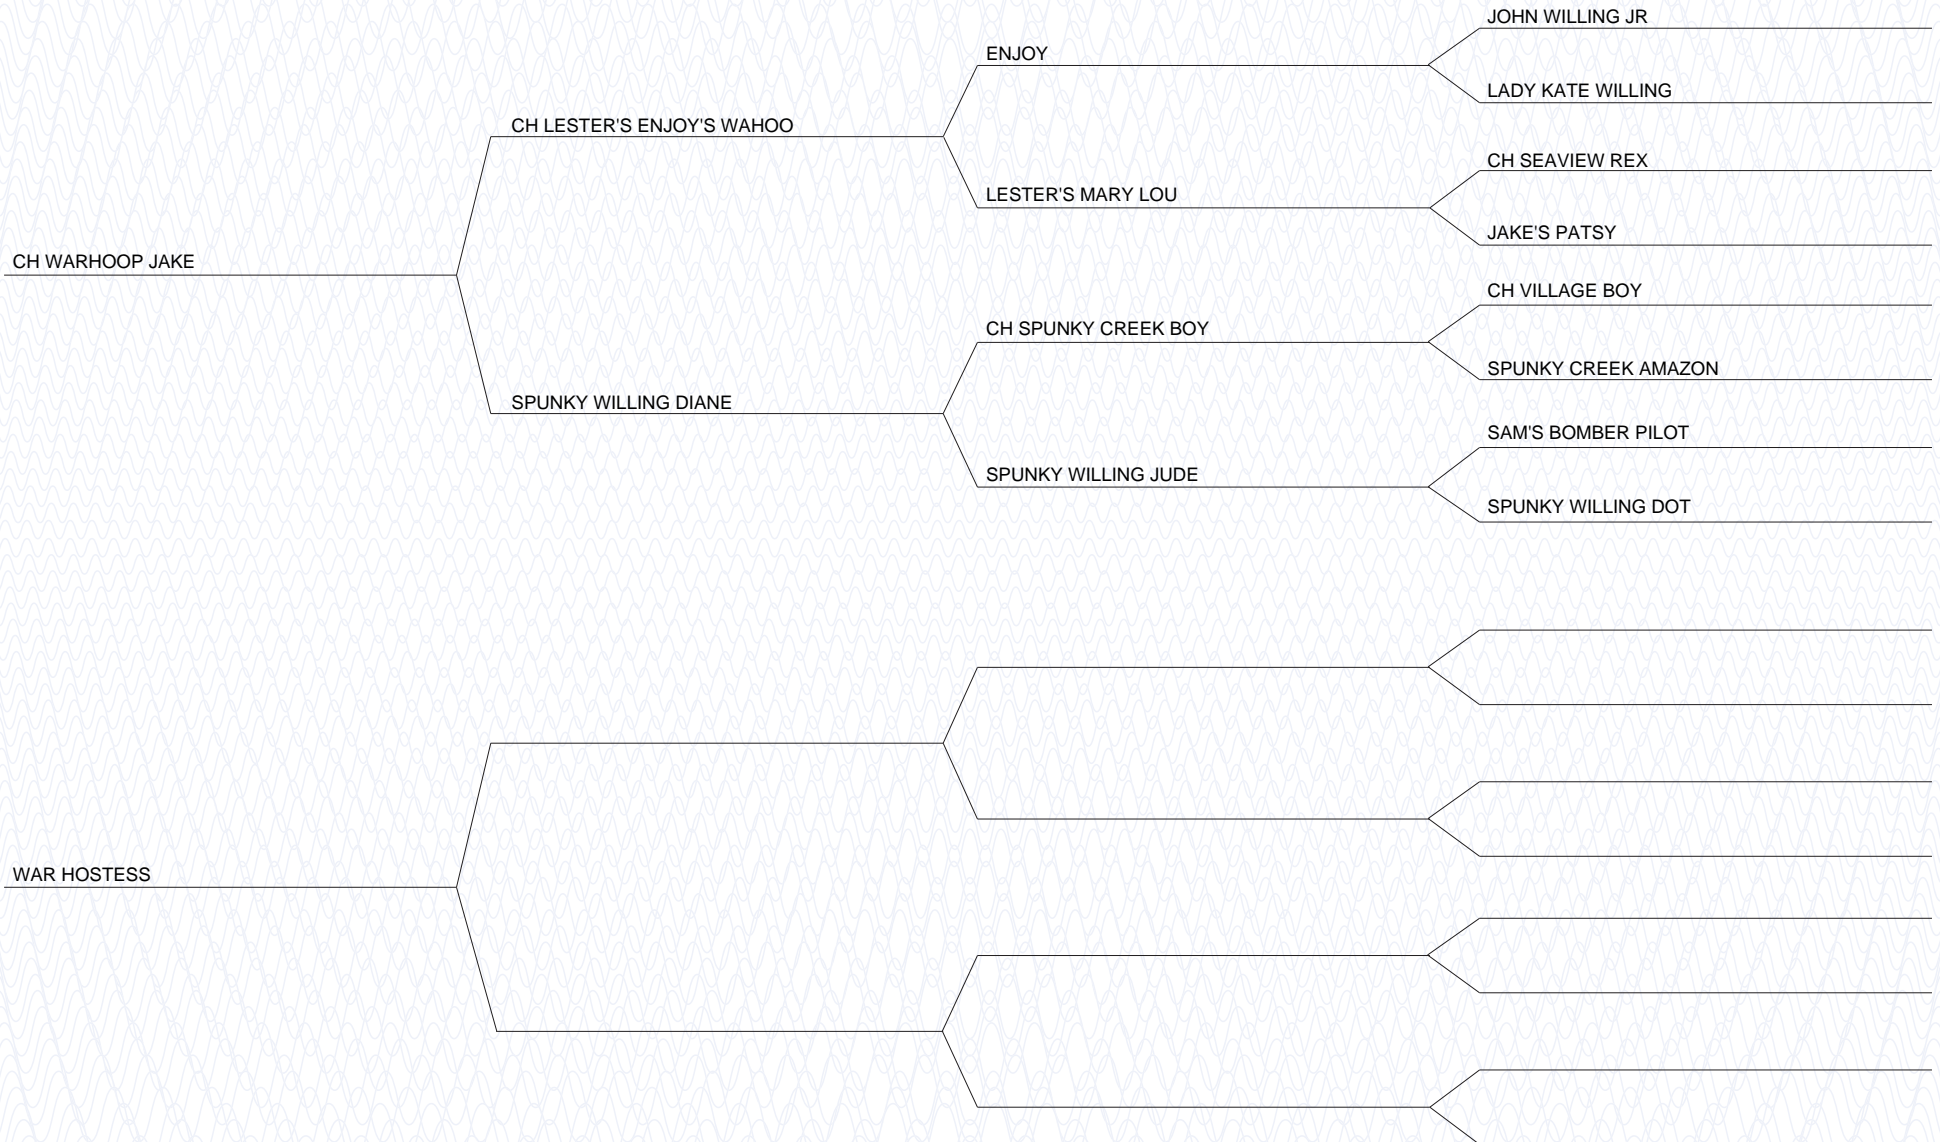 JOHN WILLING JR
ENJOY
LADY KATE WILLING
CH LESTER'S ENJOY'S WAHOO
CH SEAVIEW REX
LESTER'S MARY LOU
JAKE'S PATSY
CH WARHOOP JAKE
CH VILLAGE BOY
CH SPUNKY CREEK BOY
SPUNKY CREEK AMAZON
SPUNKY WILLING DIANE
SAM'S BOMBER PILOT
SPUNKY WILLING JUDE
SPUNKY WILLING DOT
WAR HOSTESS